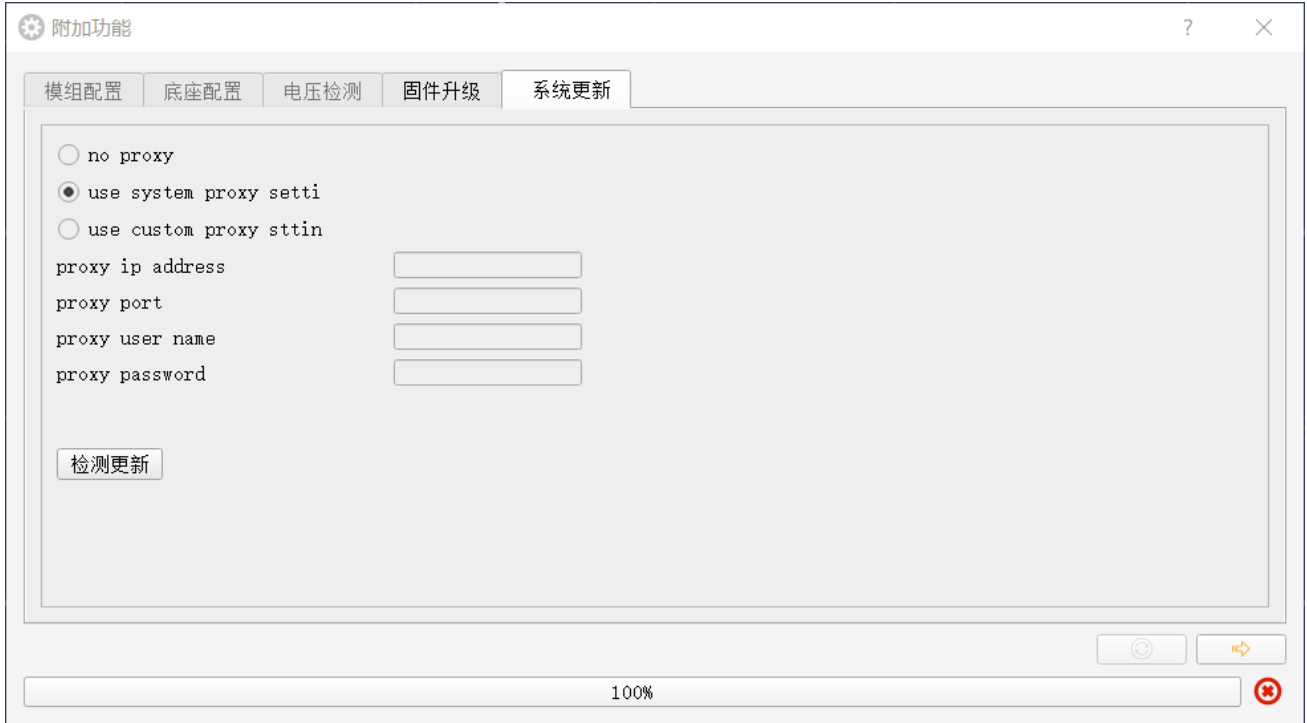 附加功能
?
模组配置 底座配置 电压检测 固件升级 系统更新
no proxy
use system proxy setti
use custom proxy sttin
proxy ip address
proxy port
proxy user name
proxy password
检测更新
100%